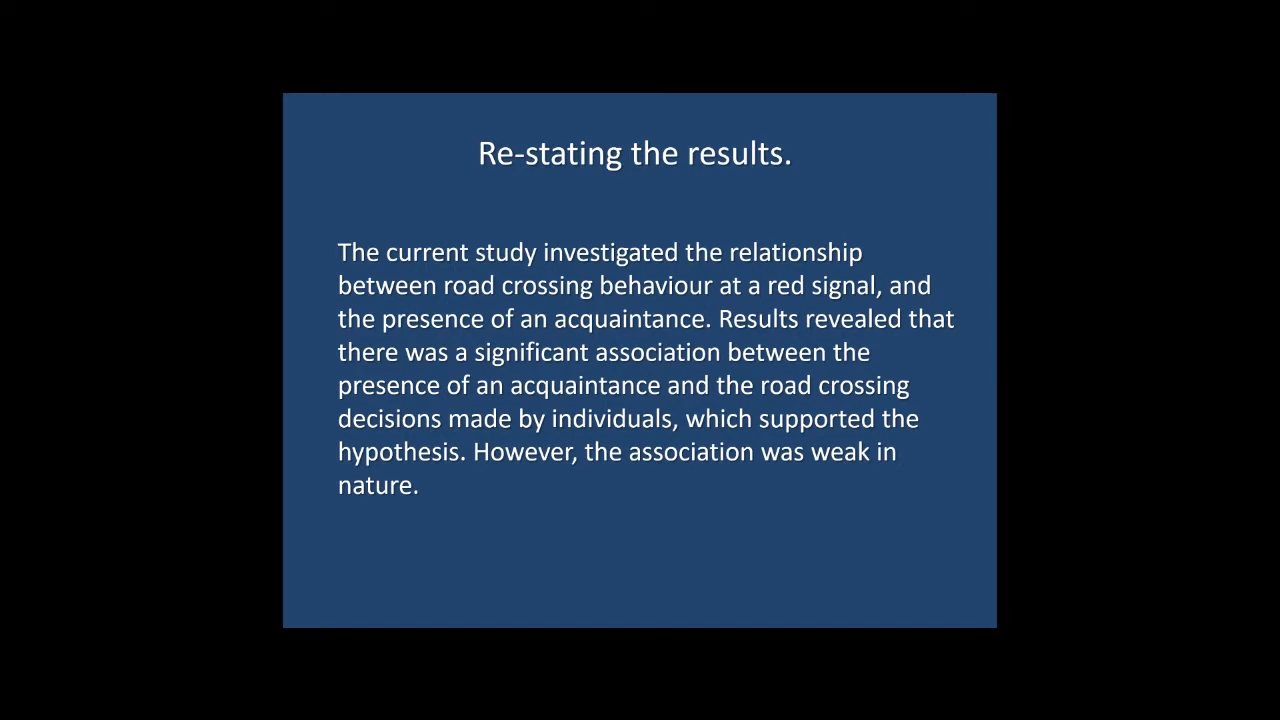 Re-stating the results.
The current study investigated the relationship
between road crossing behaviour at a red signal, and
the presence of an acquaintance. Results revealed that
there was a significant association between the
presence of an acquaintance and the road crossing
decisions made by individuals, which supported the
hypothesis. However, the association was weak in
nature.